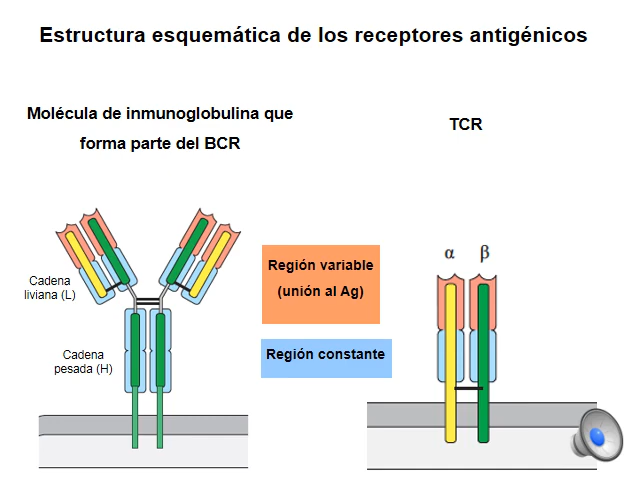 Estructura esquemática de los receptores antigénicos
Molécula de inmunoglobulina que
forma parte del BCR
TCR
Cadena
liviana (L)
Cadena
pesada (H)
Región variable
(unión al Ag)
Región constante
α β